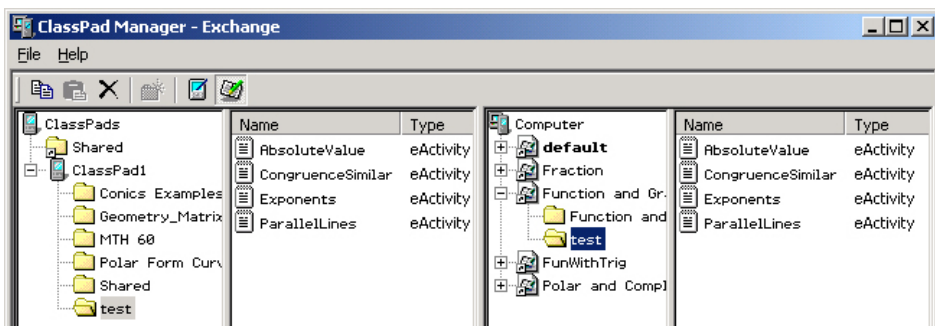 ClassPad Manager - Exchange
File Help
ClassPads
Shared
ClassPad1
Conics Examples
Geometry_Matrix
MTH 60
Polar Form Curv
Shared
test
Name Type
AbsoluteValue eActivity
CongruenceSimilar eActivity
Exponents eActivity
ParallelLines eActivity
Computer
default
Fraction
Function and Gr
Function and
test
FunWithTrig
Polar and Compl
Name Type
AbsoluteValue eActivity
CongruenceSimilar eActivity
Exponents eActivity
ParallelLines eActivity